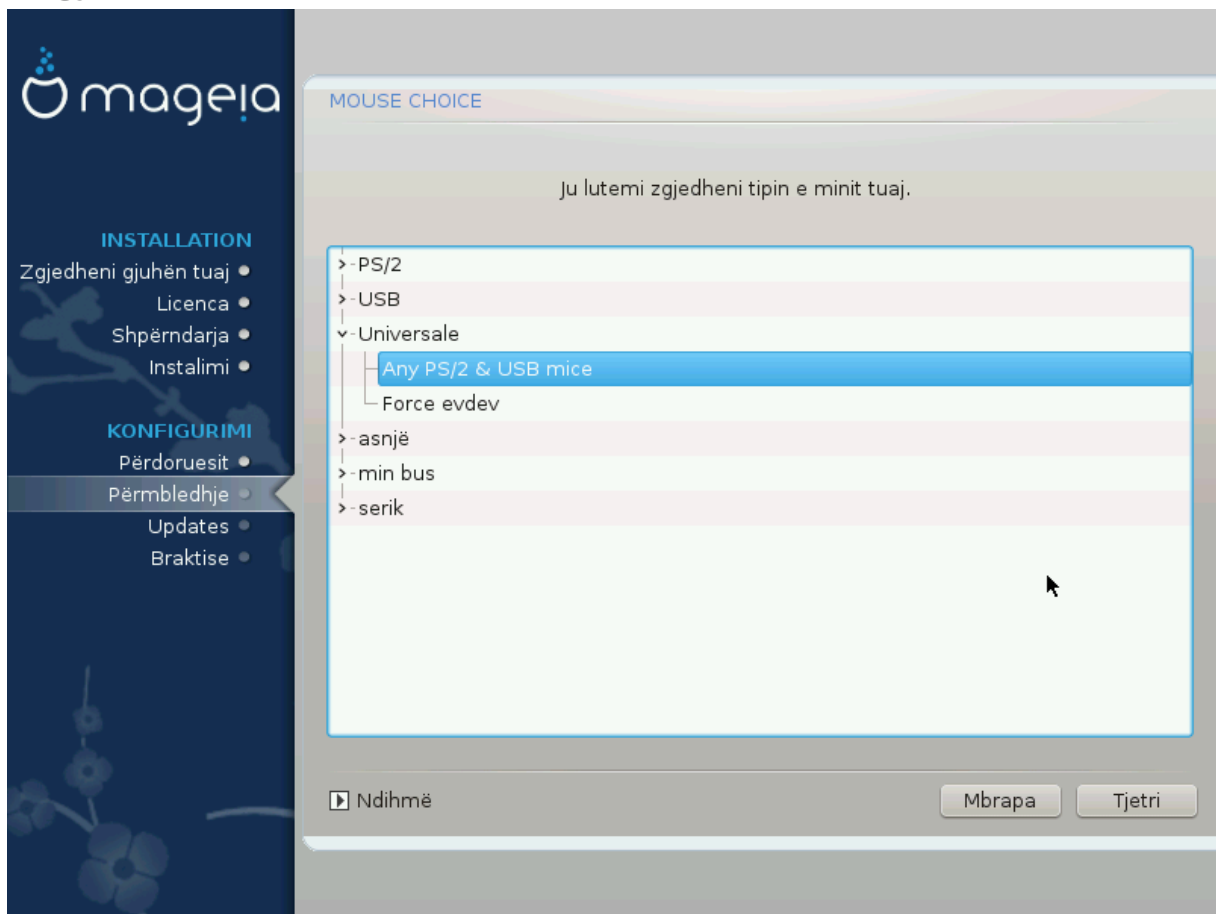 mageia
INSTALLATION
Zgjedheni gjuhën tuaj
Licenca
Shpërndarja
Instalimi
KONFIGURIMI
Përdoruesit
Përmbledhje
Updates
Braktise
MOUSE CHOICE
Ju lutemi zgjedheni tipin e minit tuaj.
PS/2
USB
Universale
Any PS/2 & USB mice
Force evdev
asnjë
min bus
serik
Ndihmë
Mbrapa
Tjetri